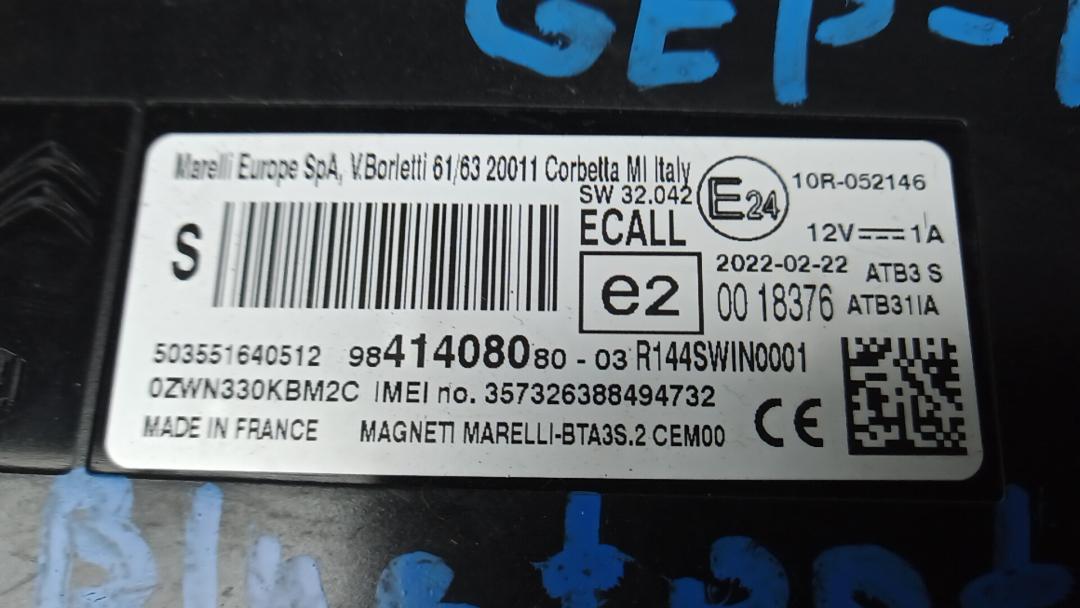 GEP-
Marelli Europe SpA, V.Borletti 61/63 20011 Corbetta MI Italy
SW 32.042
E24
10R-052146
S
ECALL
12V 1A
e2
2022-02-22 ATB3 S
00 18376 ATB31IA
503551640512 9841408080-03 R144SWIN0001
0ZWN330KBM2C IMEI no. 357326388494732
MADE IN FRANCE MAGNETI MARELLI-BTA3S.2 CEM00
CE